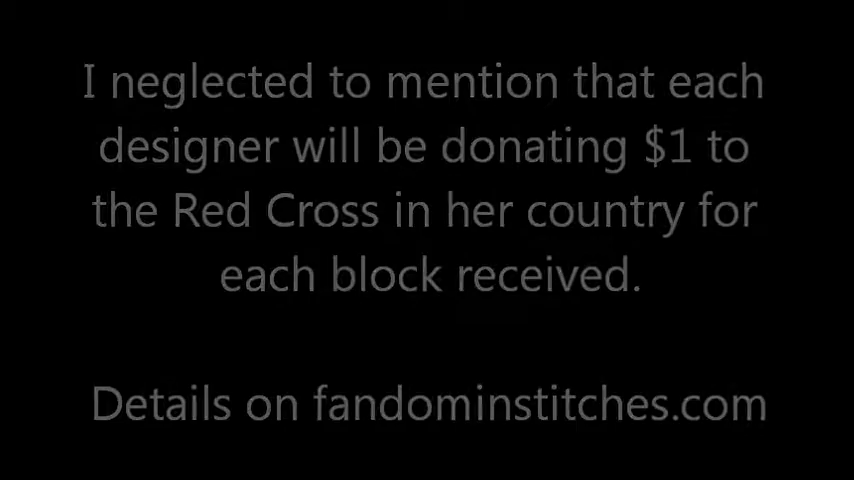 I neglected to mention that each
designer will be donating $1 to
the Red Cross in her country for
each block received.
Details on fandominstitches.com